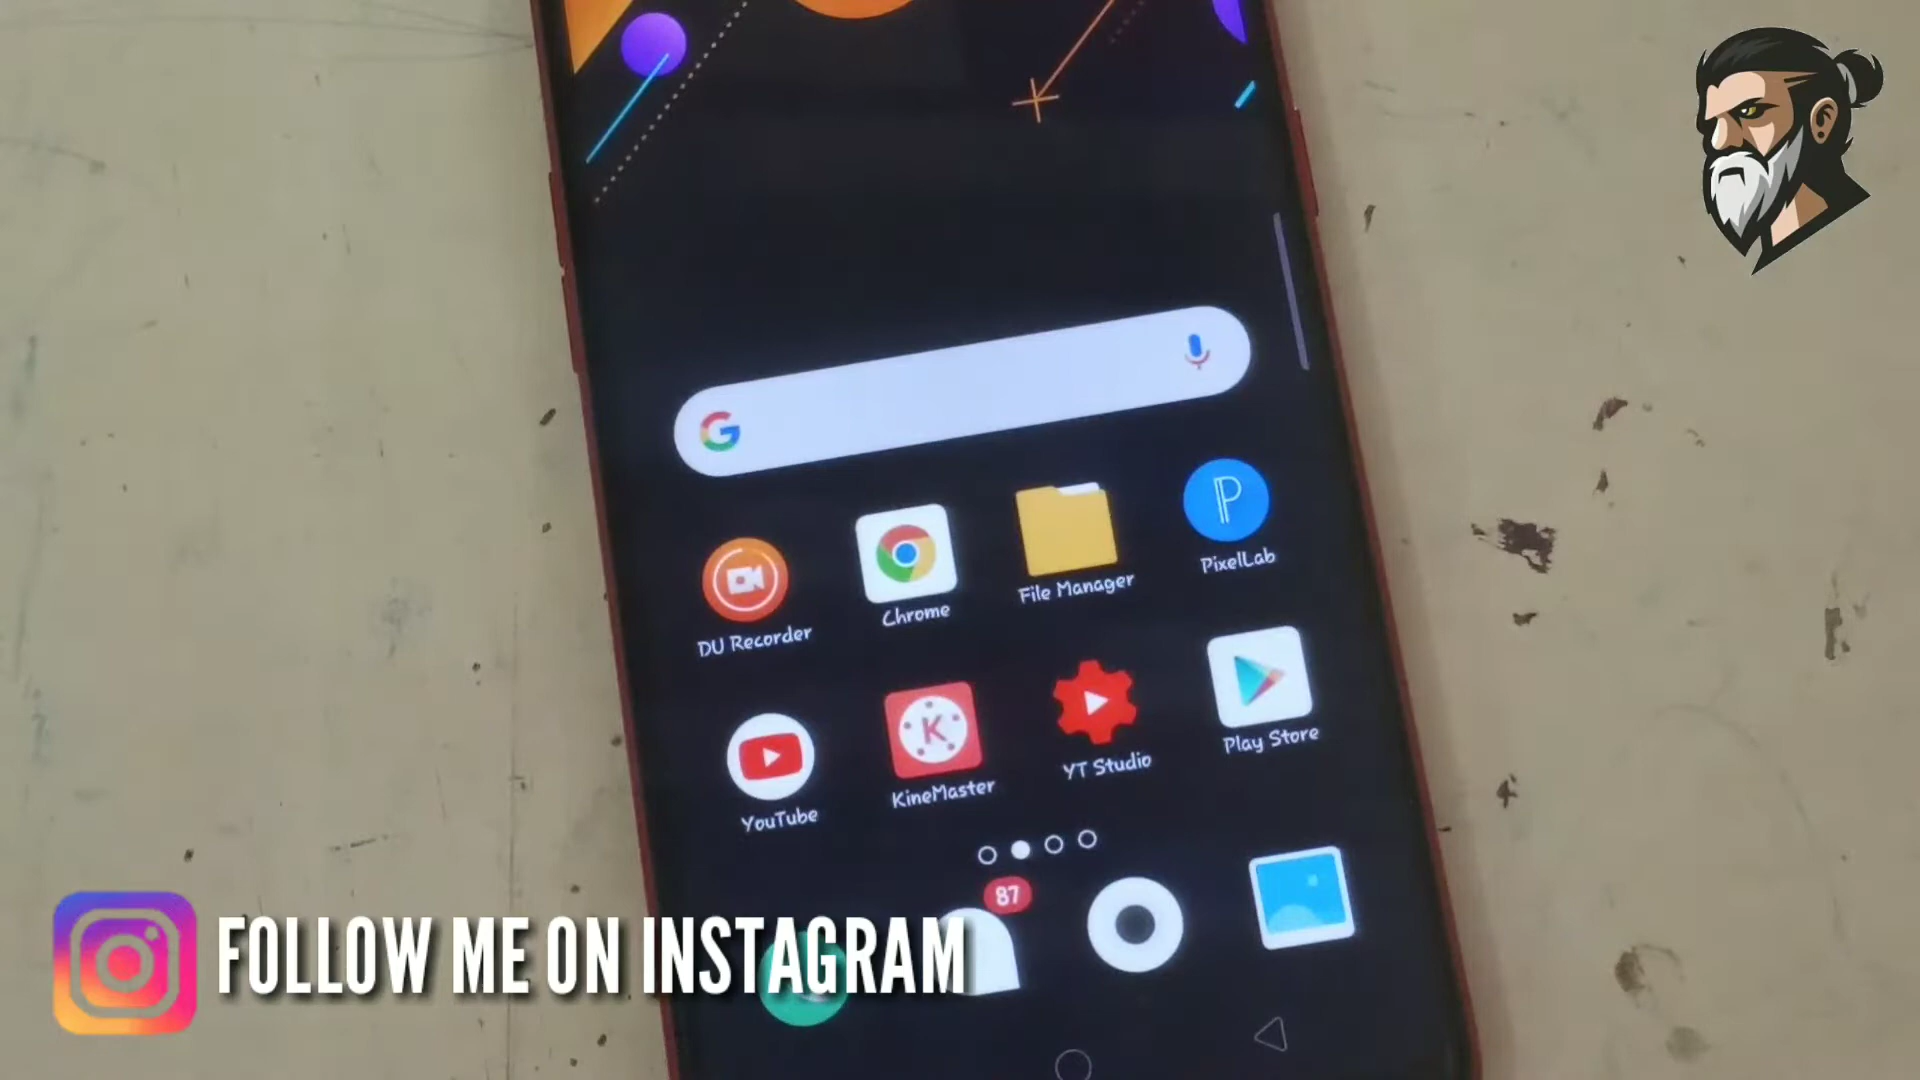 DU Recorder
Chrome
File Manager
PixelLab
YouTube
KineMaster
YT Studio
Play Store
87
FOLLOW ME ON INSTAGRAM